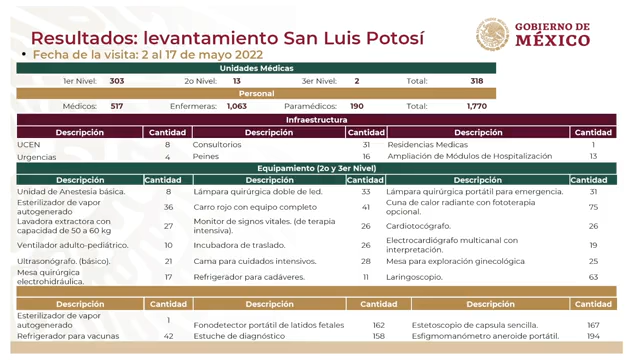 Resultados: levantamiento San Luis Potosí
GOBIERNO DE
MÉXICO
• Fecha de la visita: 2 al 17 de mayo 2022
Unidades Médicas
1er Nivel: 303 2o Nivel: 13 3er Nivel: 2 Total: 318
Personal
Médicos: 517 Enfermeras: 1,063 Paramédicos: 190 Total: 1,770
Infraestructura
Descripción Cantidad Descripción Cantidad Descripción Cantidad
UCEN 8 Consultorios 31 Residencias Medicas 1
Urgencias 4 Peines 16 Ampliación de Módulos de Hospitalización 13
Equipamiento (2o y 3er Nivel)
Descripción Cantidad Descripción Cantidad Descripción Cantidad
Unidad de Anestesia básica. 8 Lámpara quirúrgica doble de led. 33 Lámpara quirúrgica portátil para emergencia. 31
Esterilizador de vapor
autogenerado 36 Carro rojo con equipo completo 41 Cuna de calor radiante con fototerapia
opcional. 75
Lavadora extractora con
capacidad de 50 a 60 kg 27 Monitor de signos vitales. (de terapia
intensiva). 26 Cardiotocógrafo. 26
Ventilador adulto-pediátrico. 10 Incubadora de traslado. 26 Electrocardiógrafo multicanal con
interpretación. 19
Ultrasonógrafo. (básico). 21 Cama para cuidados intensivos. 28 Mesa para exploración ginecológica 25
Mesa quirúrgica
electrohidráulica. 17 Refrigerador para cadáveres. 11 Laringoscopio. 63
Descripción Cantidad Descripción Cantidad Descripción Cantidad
Esterilizador de vapor
autogenerado 1 Fonodetector portátil de latidos fetales 162 Estetoscopio de capsula sencilla. 167
Refrigerador para vacunas 42 Estuche de diagnóstico 158 Esfigmomanómetro aneroide portátil. 194